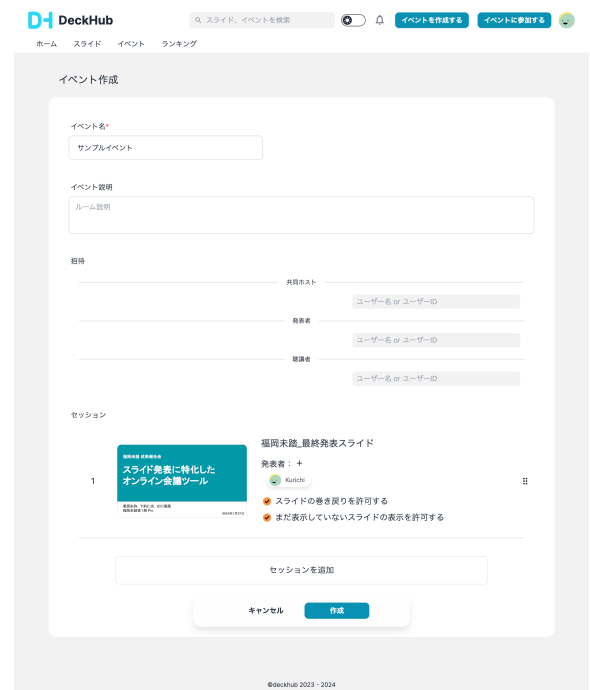 DH DeckHub
スライド、イベントを検索
イベントを作成する
イベントに参加する
ホーム スライド イベント ランキング
イベント作成
イベント名*
サンプルイベント
イベント説明
ルーム説明
招待
共同ホスト
ユーザー名 or ユーザーID
発表者
ユーザー名 or ユーザーID
聴講者
ユーザー名 or ユーザーID
セッション
1
福岡未踏 成果報告会
スライド発表に特化した
オンライン会議ツール
2024年1月27日
福岡未踏_最終発表スライド
発表者： +
Kurichi
スライドの巻き戻りを許可する
まだ表示していないスライドの表示を許可する
セッションを追加
キャンセル
作成
©deckhub 2023 - 2024